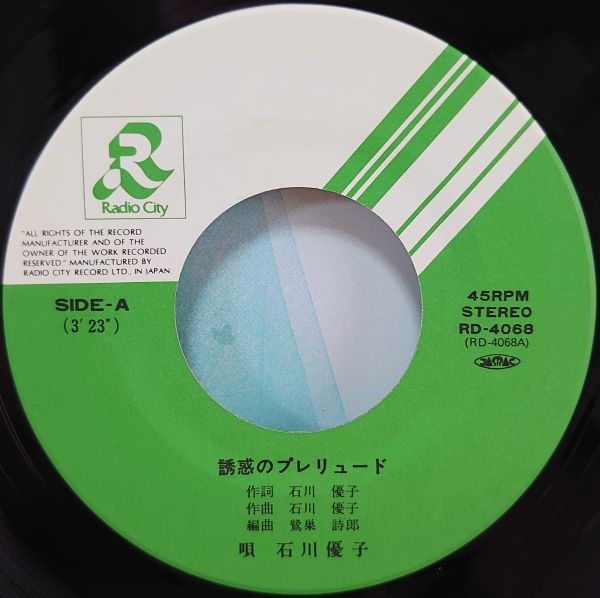 R
Radio City
"ALL RIGHTS OF THE RECORD
MANUFACTURER AND OF THE
OWNER OF THE WORK RECORDED
RESERVED." MANUFACTURED BY
RADIO CITY RECORD LTD., IN JAPAN.
SIDE-A
(3'23")
45RPM
STEREO
RD-4068
(RD-4068A)
JASRAC
誘惑のプレリュード
作詞 石川 優子
作曲 石川 優子
編曲 鷺巣 詩郎
唄 石川優子